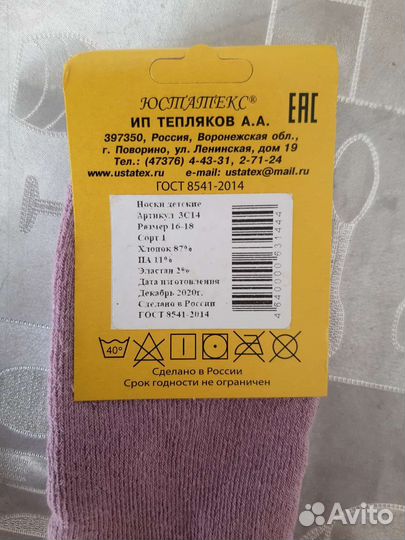 ЮСТАТЕКС®
ИП ТЕПЛЯКОВ А.А.
397350, Россия, Воронежская обл.,
г. Поворино, ул. Ленинская, дом 19
Тел.: (47376) 4-43-31, 2-71-24
www.ustatex.ru e-mail: ustatex@mail.ru
ГОСТ 8541-2014
Носки детские
Артикул 3С14
Размер 16-18
Сорт 1
Хлопок 87%
ПА 11%
Эластан 2%
Дата изготовления
Декабрь 2020г.
Сделано в России
ГОСТ 8541-2014
4640000631444
40°
Сделано в России
Срок годности не ограничен
Avito